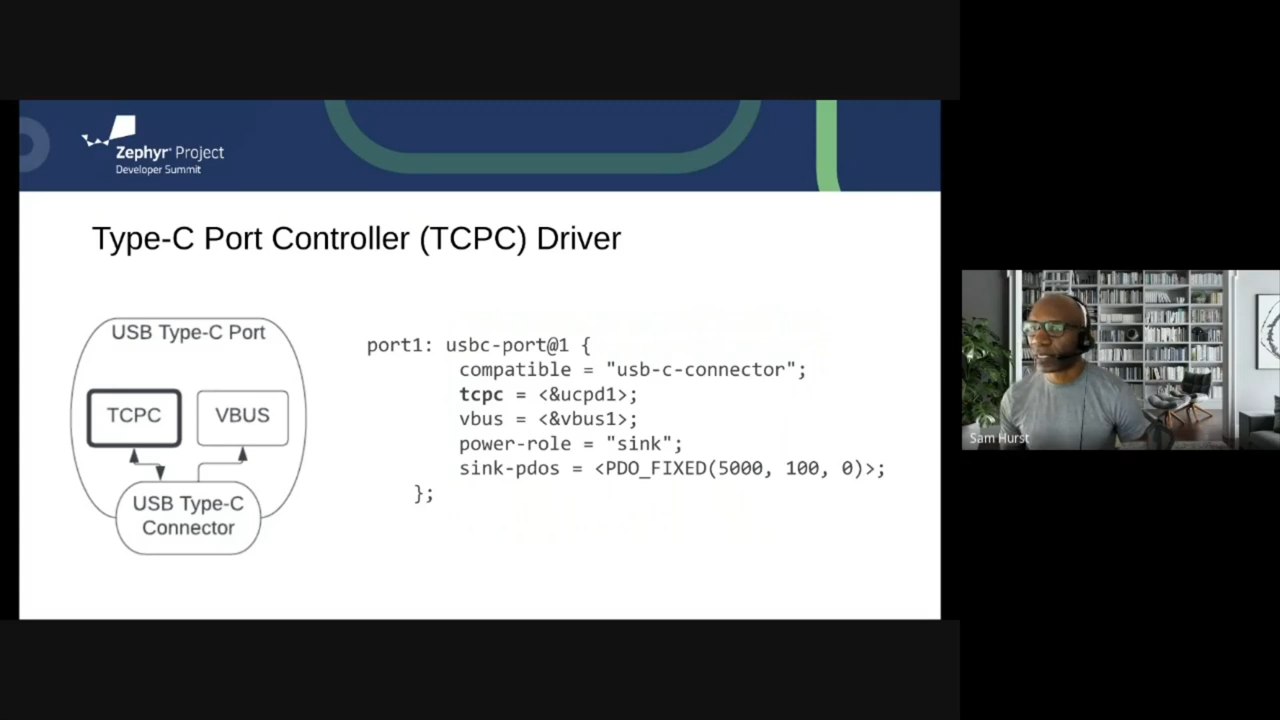 Zephyr® Project
Developer Summit
Type-C Port Controller (TCPC) Driver
USB Type-C Port
TCPC
VBUS
USB Type-C
Connector
port1: usbc-port@1 {
compatible = "usb-c-connector";
tcpc = <&ucpd1>;
vbus = <&vbus1>;
power-role = "sink";
sink-pdos = <PDO_FIXED(5000, 100, 0)>;
};
Sam Hurst